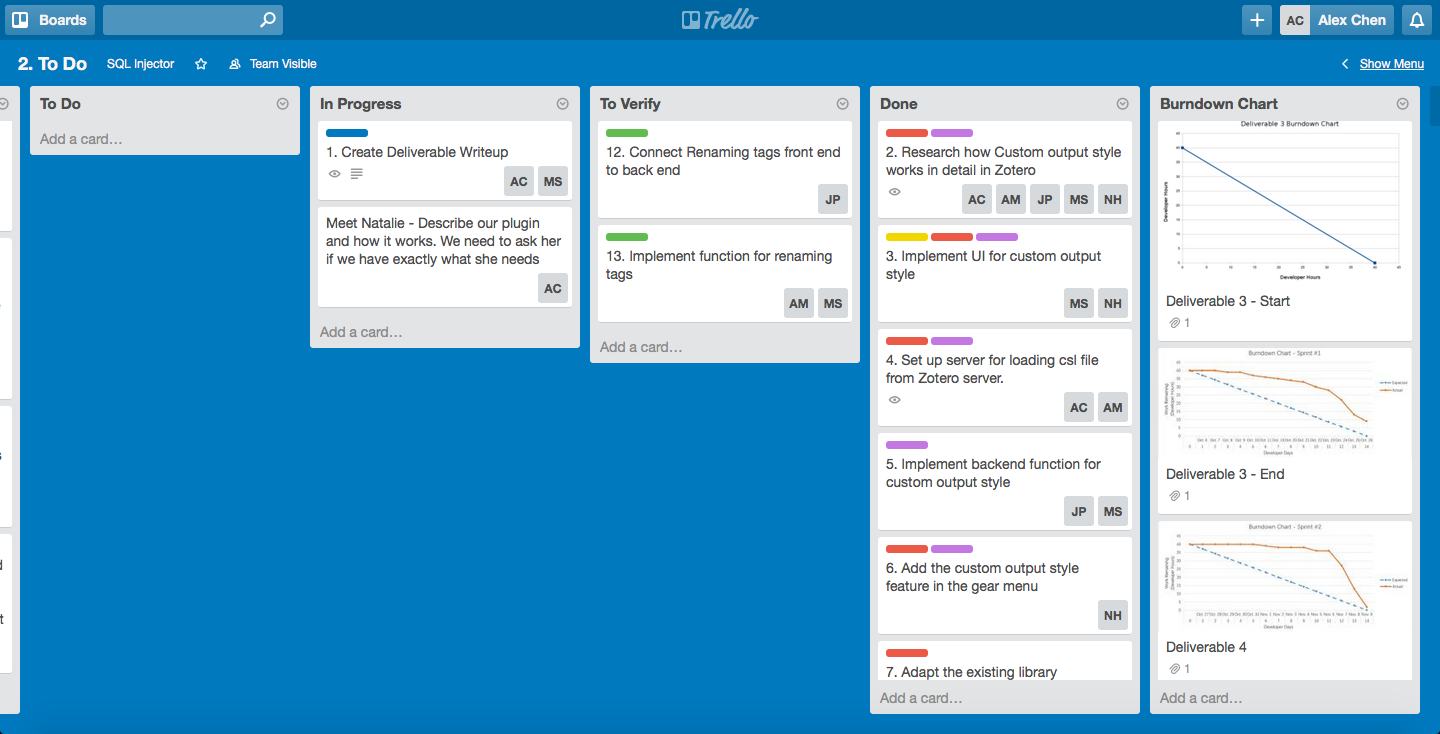 Boards
Trello
AC
Alex Chen
2. To Do
SQL Injector
Team Visible
Show Menu
To Do
Add a card…
In Progress
1. Create Deliverable Writeup
AC MS
Meet Natalie - Describe our plugin
and how it works. We need to ask her
if we have exactly what she needs
AC
Add a card…
To Verify
12. Connect Renaming tags front end
to back end
JP
13. Implement function for renaming
tags
AM MS
Add a card…
Done
2. Research how Custom output style
works in detail in Zotero
AC AM JP MS NH
3. Implement UI for custom output
style
MS NH
4. Set up server for loading csl file
from Zotero server.
AC AM
5. Implement backend function for
custom output style
JP MS
6. Add the custom output style
feature in the gear menu
NH
7. Adapt the existing library
Add a card…
Burndown Chart
Deliverable 3 Burndown Chart
Developer Hours
Developer Hours
Deliverable 3 - Start
1
Burndown Chart - Sprint #1
Work Remaining
(Developer Hours)
Expected
Actual
Developer Days
Deliverable 3 - End
1
Burndown Chart - Sprint #2
Work Remaining
(Developer Hours)
Expected
Actual
Developer Days
Deliverable 4
1
Add a card…